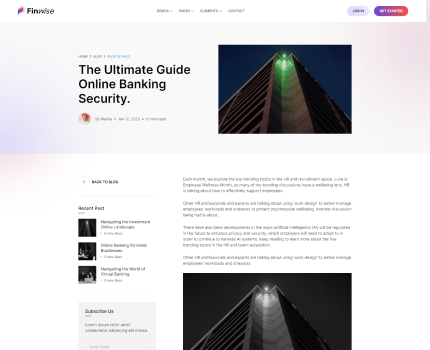 Finwise
DEMOS
PAGES
ELEMENTS
CONTACT
LOG IN
GET STARTED
HOME > BLOG > BLOG DETAILS
The Ultimate Guide
Online Banking
Security.
By Marilia • Jan 12, 2023 • 8 mins read
BACK TO BLOG
Recent Post
Navigating the Investment
Online Landscape
8 mins Read
Online Banking for Small
Businesses
8 mins Read
Navigating the World of
Virtual Banking
8 mins Read
Subscribe Us
Lorem ipsum dolor amet
consectetur adipiscing elit massa
Enter Email
Each month, we explore the top trending topics in the HR and recruitment space. June is
Employee Wellness Month, so many of the trending discussions have a wellbeing lens. HR
is talking about how to effectively support employees.
Other HR professionals and experts are talking about using 'work design' to better manage
employees' workloads and stressors to protect psychosocial wellbeing. Another discussion
being had is about.
There have also been developments in the ways artificial intelligence (AI) will be regulated
in the future to enhance privacy and security, which employers will need to adapt to in
order to continue to harness AI systems. Keep reading to learn more about the five
trending topics in the HR and talent acquisition.
Other HR professionals and experts are talking about using 'work design' to better manage
employees' workloads and stressors.